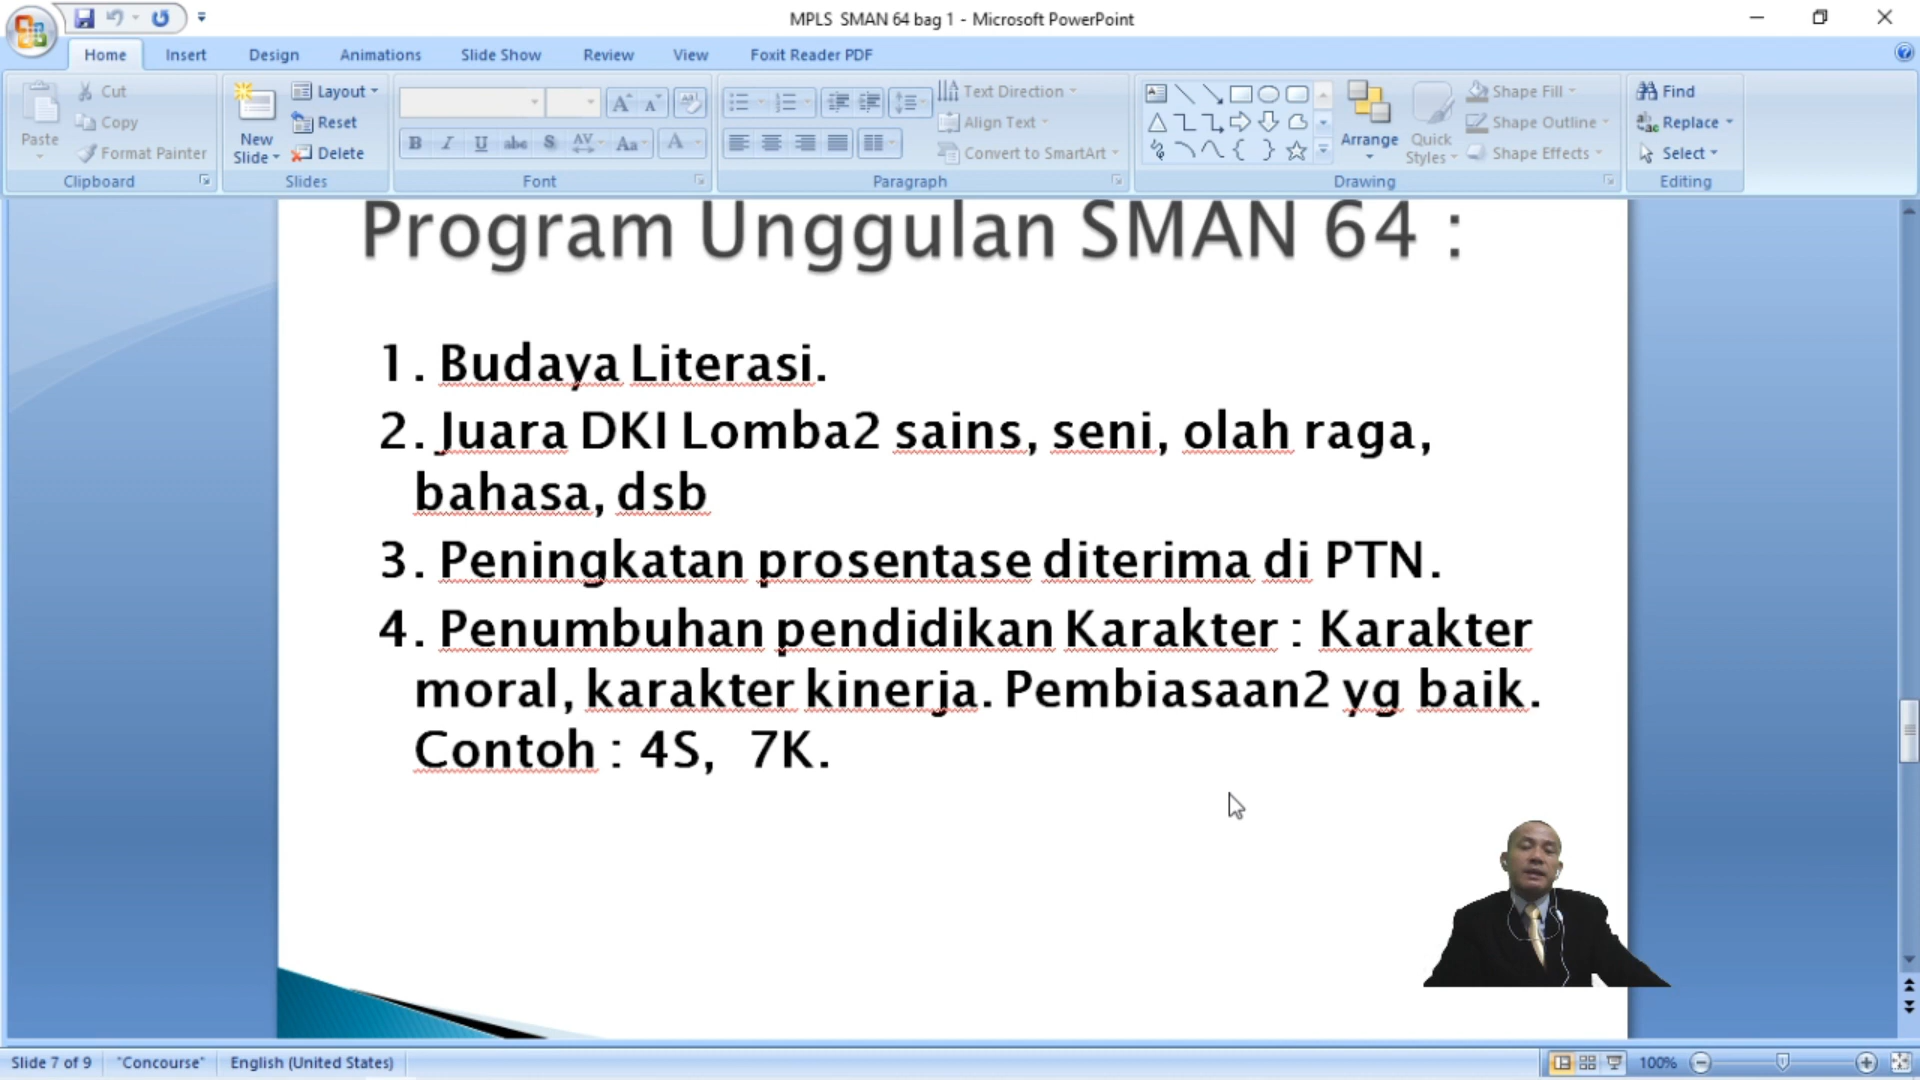 MPLS SMAN 64 bag 1 - Microsoft PowerPoint
Home Insert Design Animations Slide Show Review View Foxit Reader PDF
Paste
Cut
Copy
Format Painter
Clipboard
New
Slide
Layout
Reset
Delete
Slides
B I U abc S AV Aa A
Font
Text Direction
Align Text
Convert to SmartArt
Paragraph
Arrange
Quick
Styles
Shape Fill
Shape Outline
Shape Effects
Drawing
Find
Replace
Select
Editing
Program Unggulan SMAN 64 :
1. Budaya Literasi.
2. Juara DKI Lomba2 sains, seni, olah raga,
bahasa, dsb
3. Peningkatan prosentase diterima di PTN.
4. Penumbuhan pendidikan Karakter : Karakter
moral, karakter kinerja. Pembiasaan2 yg baik.
Contoh : 4S, 7K.
Slide 7 of 9 "Concourse" English (United States) 100%